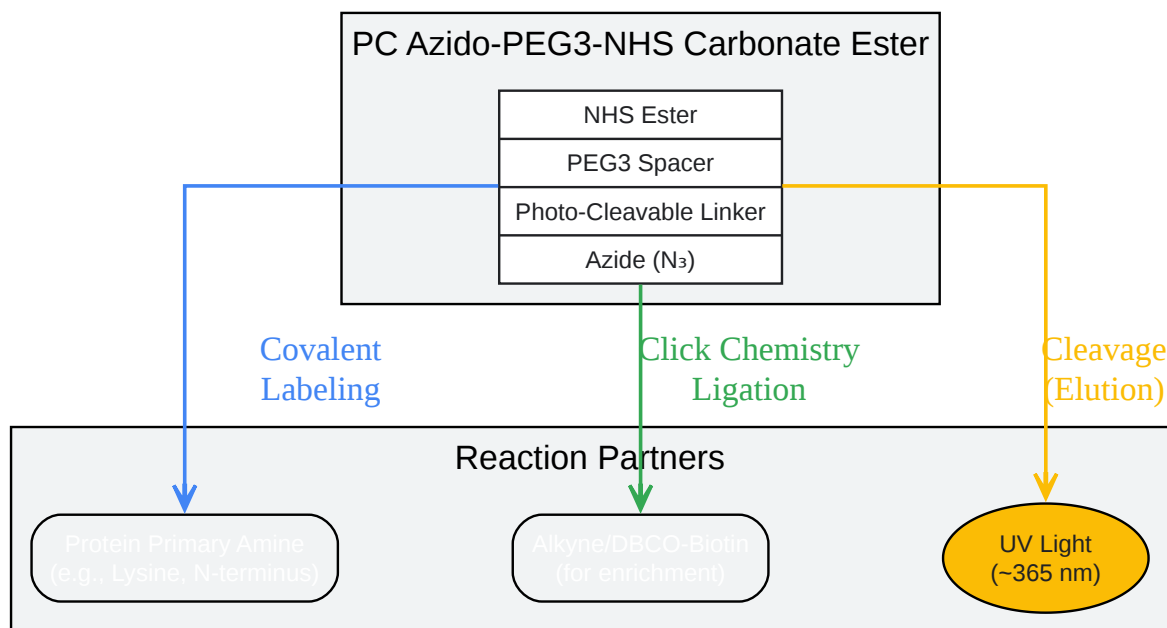 PC Azido-PEG3-NHS Carbonate Ester
NHS Ester
PEG3 Spacer
Photo-Cleavable Linker
Azide (N₃)
Covalent
Labeling
Click Chemistry
Ligation
Cleavage
(Elution)
Reaction Partners
Protein Primary Amine
(e.g., Lysine, N-terminus)
Alkyne/DBCO-Biotin
(for enrichment)
UV Light
(~365 nm)